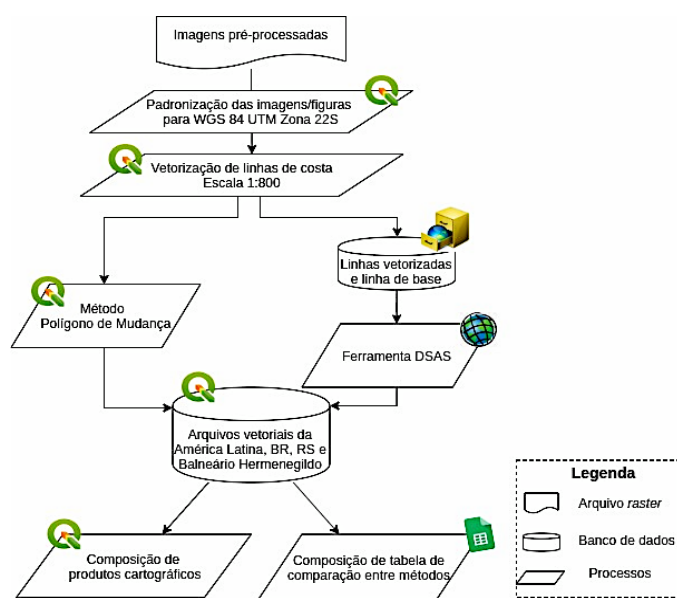 Imagens pré-processadas
Padronização das imagens/figuras
para WGS 84 UTM Zona 22S
Vetorização de linhas de costa
Escala 1:800
Linhas vetorizadas
e linha de base
Método
Polígono de Mudança
Ferramenta DSAS
Arquivos vetoriais da
América Latina, BR, RS e
Balneário Hermenegildo
Composição de
produtos cartográficos
Composição de tabela de
comparação entre métodos
Legenda
Arquivo raster
Banco de dados
Processos